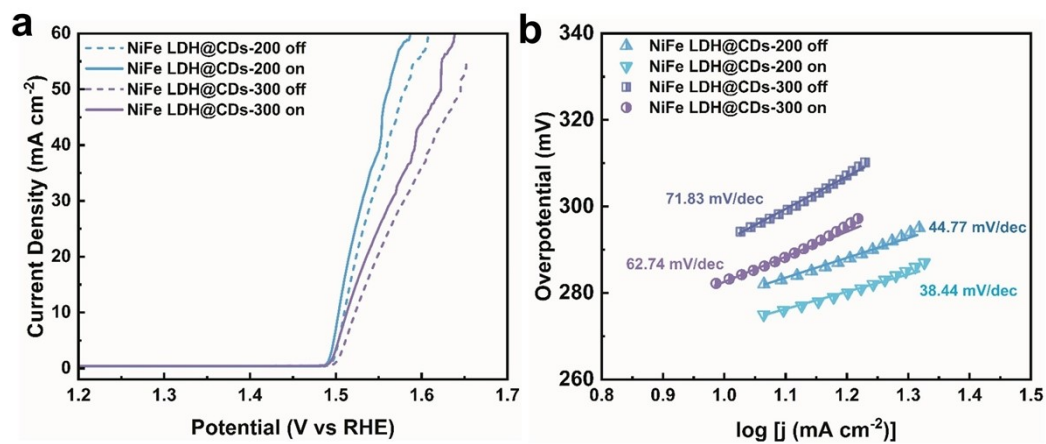 a
60
50
40
30
20
10
0
Current Density (mA cm⁻²)
NiFe LDH@CDs-200 off
NiFe LDH@CDs-200 on
NiFe LDH@CDs-300 off
NiFe LDH@CDs-300 on
1.2 1.3 1.4 1.5 1.6 1.7
Potential (V vs RHE)
b
340
320
300
280
260
Overpotential (mV)
NiFe LDH@CDs-200 off
NiFe LDH@CDs-200 on
NiFe LDH@CDs-300 off
NiFe LDH@CDs-300 on
71.83 mV/dec
44.77 mV/dec
62.74 mV/dec
38.44 mV/dec
0.8 0.9 1.0 1.1 1.2 1.3 1.4 1.5
log [j (mA cm⁻²)]